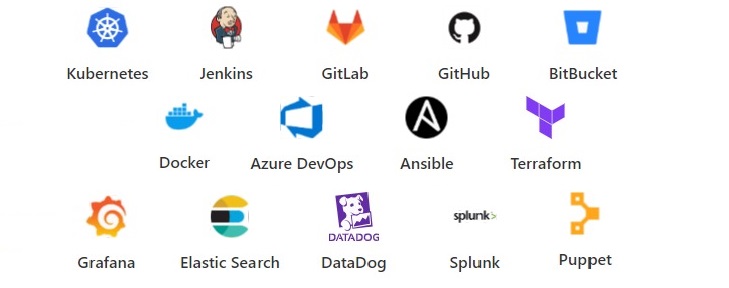 Kubernetes Jenkins GitLab GitHub BitBucket
Docker Azure DevOps Ansible Terraform
DATADOG splunk>
Grafana Elastic Search DataDog Splunk Puppet